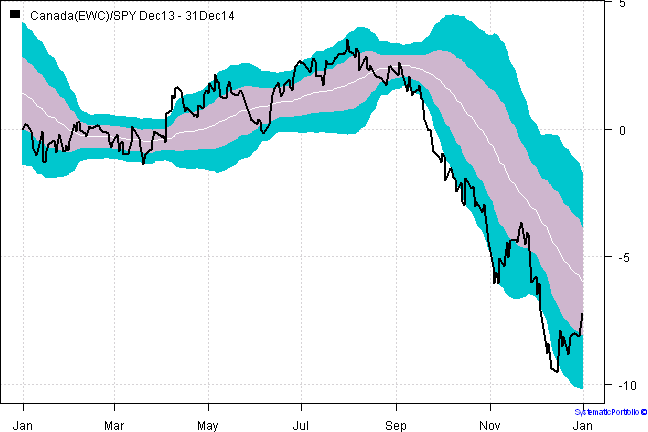 Canada(EWC)/SPY Dec13 - 31Dec14
5
0
-5
-10
Jan Mar May Jul Sep Nov Jan
SystematicPortfolio ©